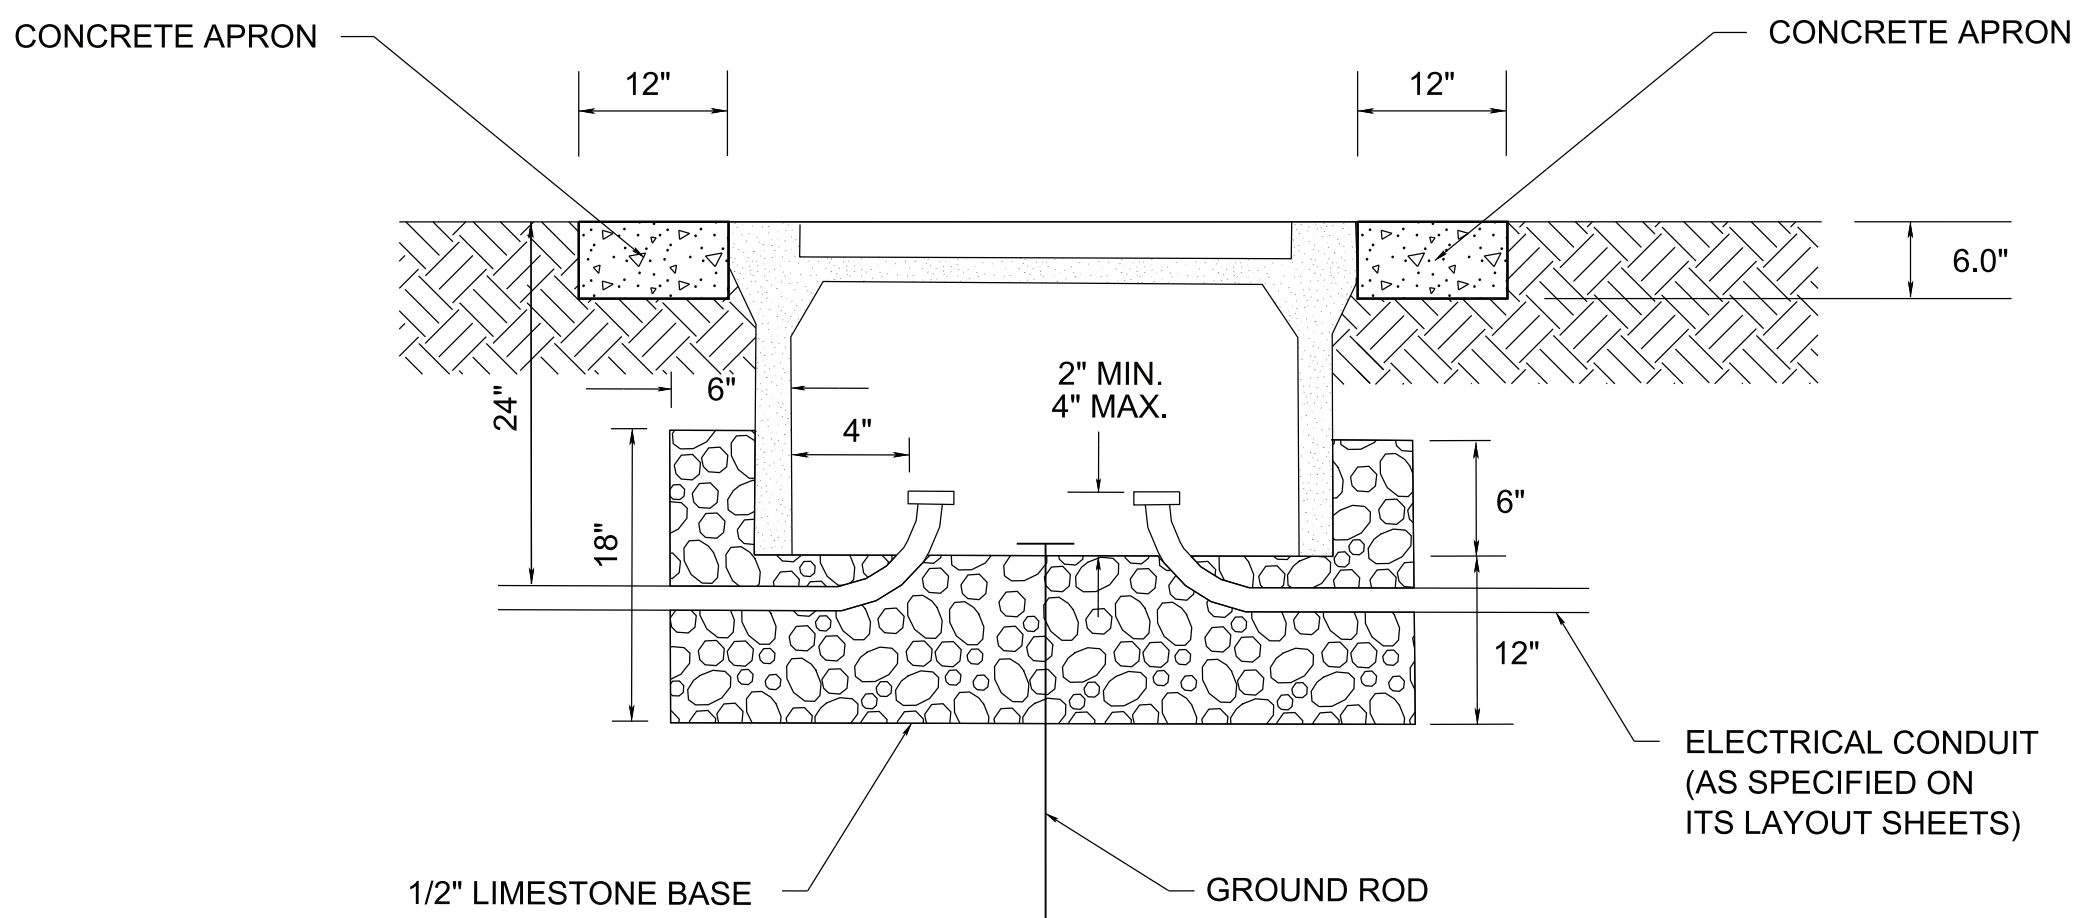 CONCRETE APRON
CONCRETE APRON
12"
12"
6.0"
24"
6"
2" MIN.
4" MAX.
4"
18"
6"
12"
ELECTRICAL CONDUIT
(AS SPECIFIED ON
ITS LAYOUT SHEETS)
1/2" LIMESTONE BASE
GROUND ROD